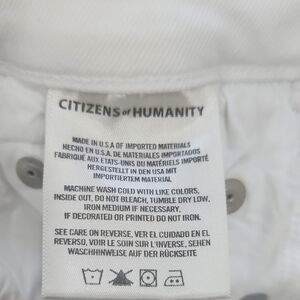 CITIZENS of HUMANITY
MADE IN U.S.A OF IMPORTED MATERIALS
HECHO EN U.S.A. DE MATERIALES IMPORTADOS
FABRIQUÉ AUX ETATS-UNIS DU MATÉRIELS IMPORTÉ
HERGESTELLT IN DEN USA MIT
IMPORTIERTEM MATERIAL
MACHINE WASH COLD WITH LIKE COLORS,
INSIDE OUT, DO NOT BLEACH, TUMBLE DRY LOW,
IRON MEDIUM IF NECESSARY,
IF DECORATED OR PRINTED DO NOT IRON.
SEE CARE ON REVERSE, VER EL CUIDADO EN EL
REVERSO, VOIR LE SOIN SUR L'INVERSE, SEHEN
WASCHHINWEISE AUF DER RÜCKSEITE